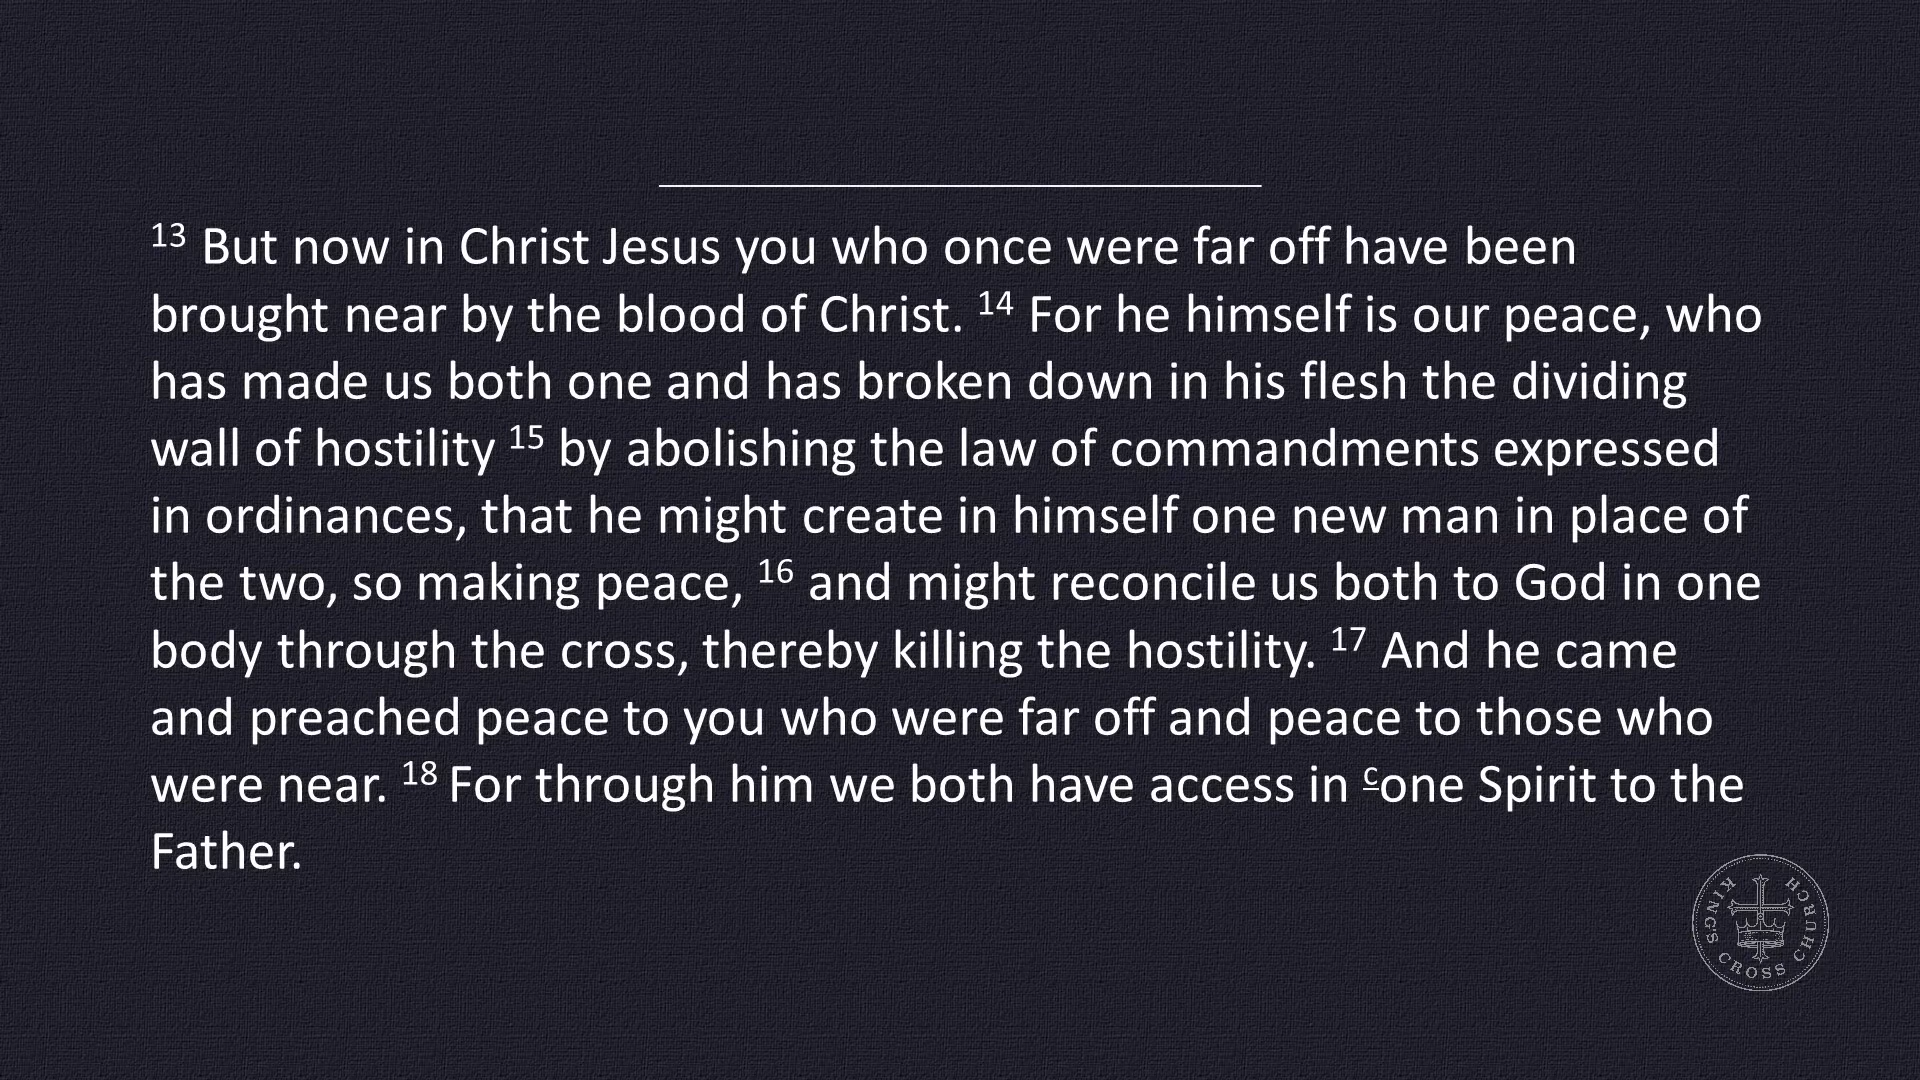 13 But now in Christ Jesus you who once were far off have been
brought near by the blood of Christ. 14 For he himself is our peace, who
has made us both one and has broken down in his flesh the dividing
wall of hostility 15 by abolishing the law of commandments expressed
in ordinances, that he might create in himself one new man in place of
the two, so making peace, 16 and might reconcile us both to God in one
body through the cross, thereby killing the hostility. 17 And he came
and preached peace to you who were far off and peace to those who
were near. 18 For through him we both have access in cone Spirit to the
Father.
KING'S CROSS CHURCH